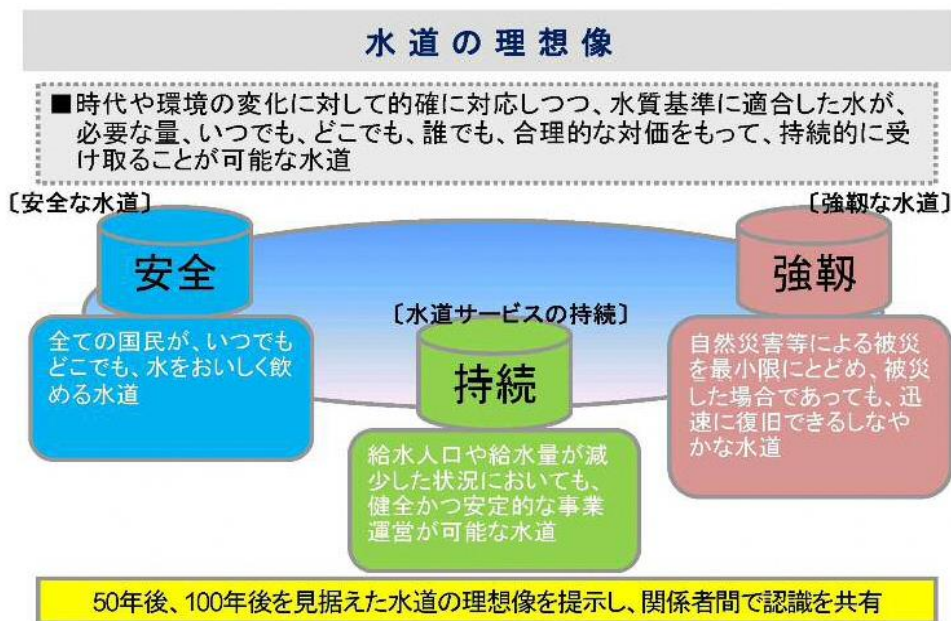 水道の理想像
■時代や環境の変化に対して的確に対応しつつ、水質基準に適合した水が、
必要な量、いつでも、どこでも、誰でも、合理的な対価をもって、持続的に受
け取ることが可能な水道
〔安全な水道〕
安全
全ての国民が、いつでも
どこでも、水をおいしく飲
める水道
〔水道サービスの持続〕
持続
給水人口や給水量が減
少した状況においても、
健全かつ安定的な事業
運営が可能な水道
〔強靭な水道〕
強靭
自然災害等による被災
を最小限にとどめ、被災
した場合であっても、迅
速に復旧できるしなや
かな水道
50年後、100年後を見据えた水道の理想像を提示し、関係者間で認識を共有